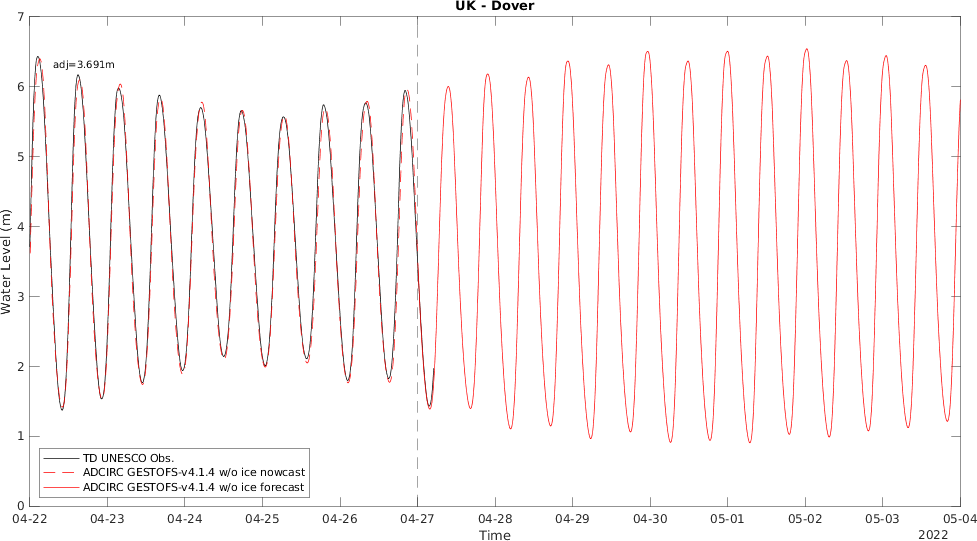 UK - Dover
7
adj=3.691m
6
5
4
3
2
1
0
Water Level (m)
TD UNESCO Obs.
ADCIRC GESTOFS-v4.1.4 w/o ice nowcast
ADCIRC GESTOFS-v4.1.4 w/o ice forecast
04-22 04-23 04-24 04-25 04-26 04-27 04-28 04-29 04-30 05-01 05-02 05-03 05-04
Time
2022